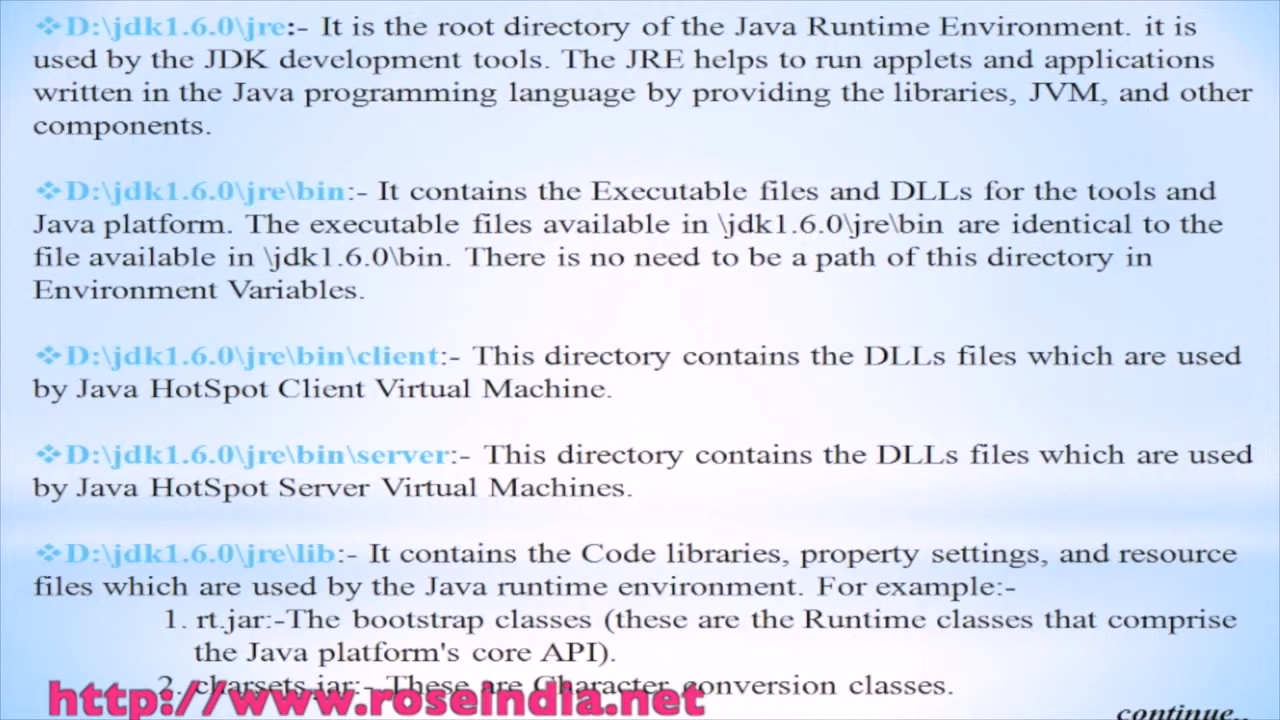 ❖D:\jdk1.6.0\jre:- It is the root directory of the Java Runtime Environment. it is
used by the JDK development tools. The JRE helps to run applets and applications
written in the Java programming language by providing the libraries, JVM, and other
components.
❖D:\jdk1.6.0\jre\bin:- It contains the Executable files and DLLs for the tools and
Java platform. The executable files available in \jdk1.6.0\jre\bin are identical to the
file available in \jdk1.6.0\bin. There is no need to be a path of this directory in
Environment Variables.
❖D:\jdk1.6.0\jre\bin\client:- This directory contains the DLLs files which are used
by Java HotSpot Client Virtual Machine.
❖D:\jdk1.6.0\jre\bin\server:- This directory contains the DLLs files which are used
by Java HotSpot Server Virtual Machines.
❖D:\jdk1.6.0\jre\lib:- It contains the Code libraries, property settings, and resource
files which are used by the Java runtime environment. For example:-
1. rt.jar:-The bootstrap classes (these are the Runtime classes that comprise
the Java platform's core API).
2. charsets.jar:- These are Character conversion classes.
http://www.roseindia.net
continue..